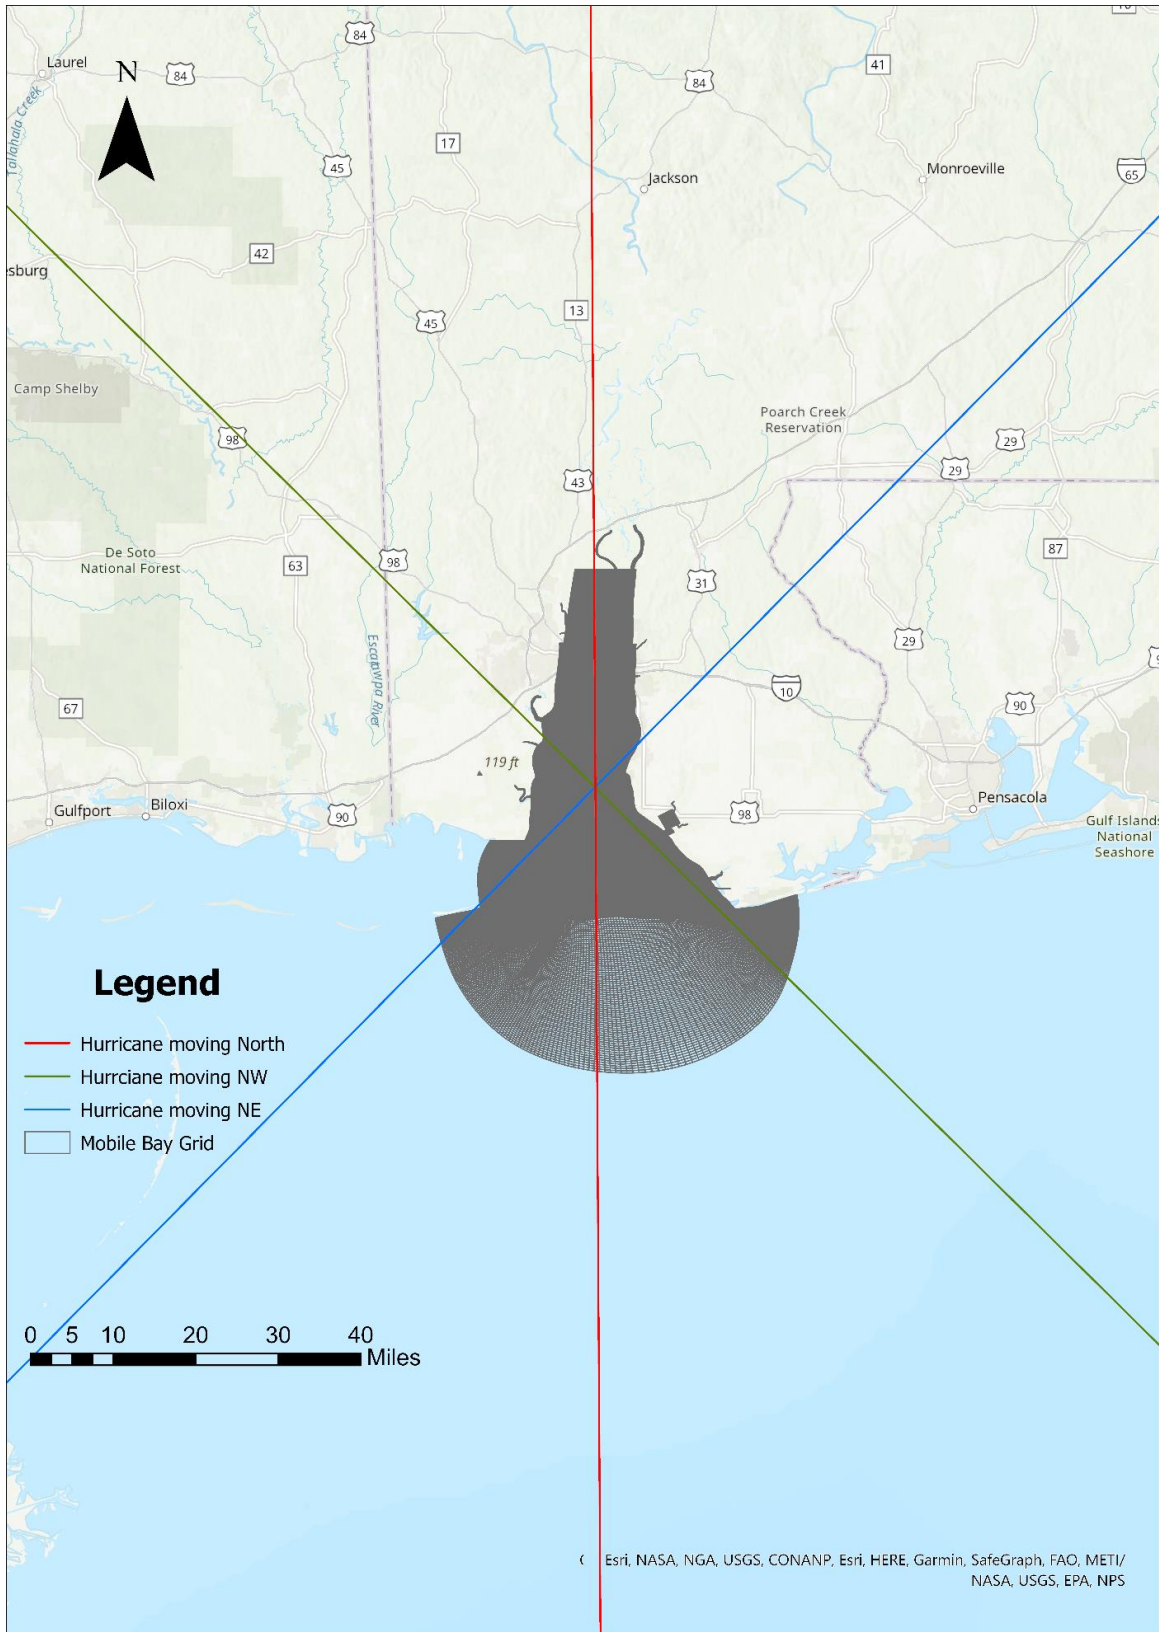 84
Laurel
84
N
Tallahala Creek
45
17
84
41
Jackson
Monroeville
65
42
esburg
45
13
Camp Shelby
98
Poarch Creek
Reservation
29
29
43
De Soto
National Forest
63
98
31
87
29
Escatawpa River
10
90
67
119 ft
Gulfport
Biloxi
90
98
Pensacola
Gulf Islands
National
Seashore
Legend
Hurricane moving North
Hurrciane moving NW
Hurricane moving NE
Mobile Bay Grid
0 5 10 20 30 40
Miles
Esri, NASA, NGA, USGS, CONANP, Esri, HERE, Garmin, SafeGraph, FAO, METI/
NASA, USGS, EPA, NPS